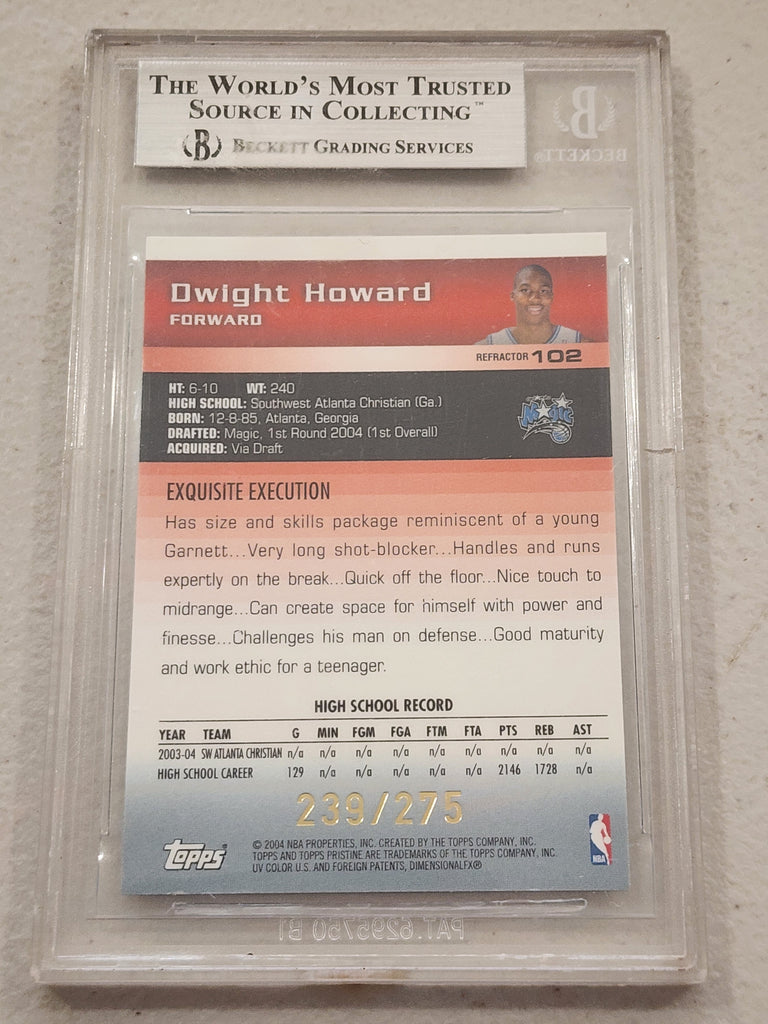 THE WORLD'S MOST TRUSTED
SOURCE IN COLLECTING™
B BECKETT GRADING SERVICES
B
BECKETT®
Dwight Howard
FORWARD
REFRACTOR 102
HT: 6-10 WT: 240
HIGH SCHOOL: Southwest Atlanta Christian (Ga.)
BORN: 12-8-85, Atlanta, Georgia
DRAFTED: Magic, 1st Round 2004 (1st Overall)
ACQUIRED: Via Draft
Magic
EXQUISITE EXECUTION
Has size and skills package reminiscent of a young
Garnett...Very long shot-blocker...Handles and runs
expertly on the break...Quick off the floor...Nice touch to
midrange...Can create space for himself with power and
finesse...Challenges his man on defense...Good maturity
and work ethic for a teenager.
HIGH SCHOOL RECORD
YEAR TEAM G MIN FGM FGA FTM FTA PTS REB AST
2003-04 SW ATLANTA CHRISTIAN n/a n/a n/a n/a n/a n/a n/a n/a n/a
HIGH SCHOOL CAREER 129 n/a n/a n/a n/a n/a 2146 1728 n/a
239/275
topps®
© 2004 NBA PROPERTIES, INC. CREATED BY THE TOPPS COMPANY, INC.
TOPPS AND TOPPS PRISTINE ARE TRADEMARKS OF THE TOPPS COMPANY, INC.
UV COLOR U.S. AND FOREIGN PATENTS, DIMENSIONALFX®
NBA
PAT. 6295750 B1